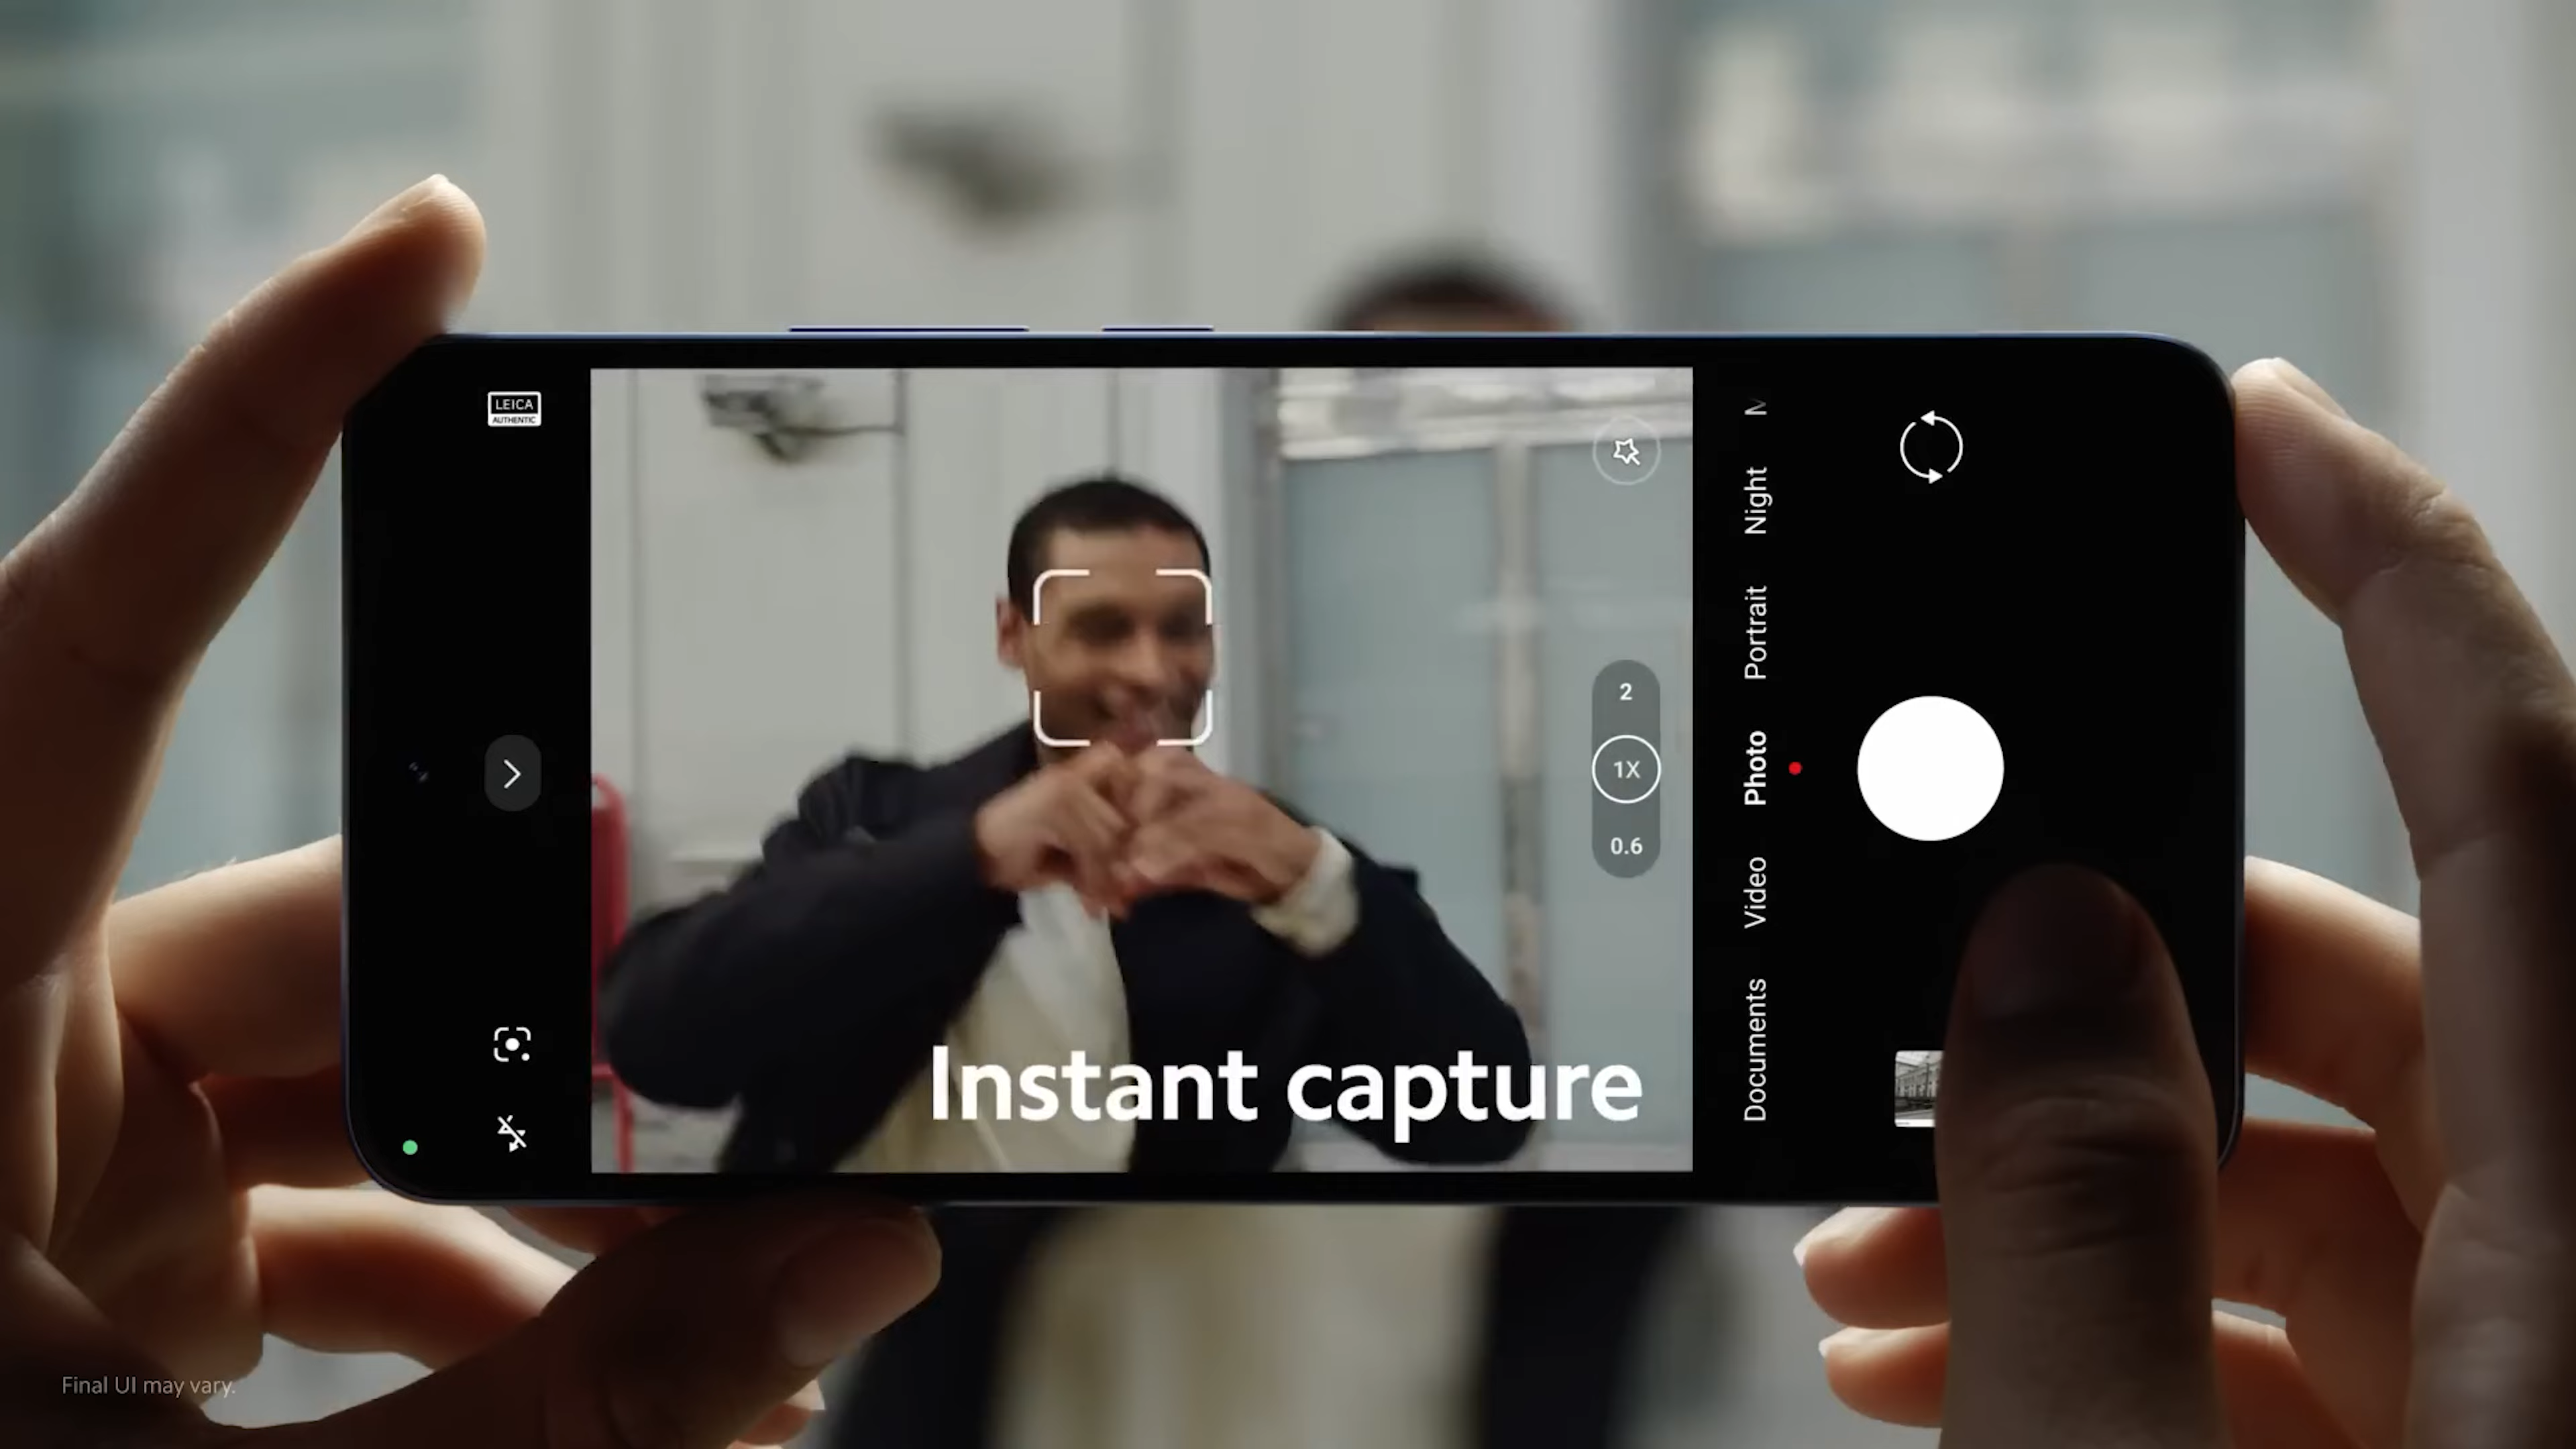 LEICA
AUTHENTIC
N
Night
Portrait
Photo
Video
Documents
2
1X
0.6
Instant capture
Final UI may vary.